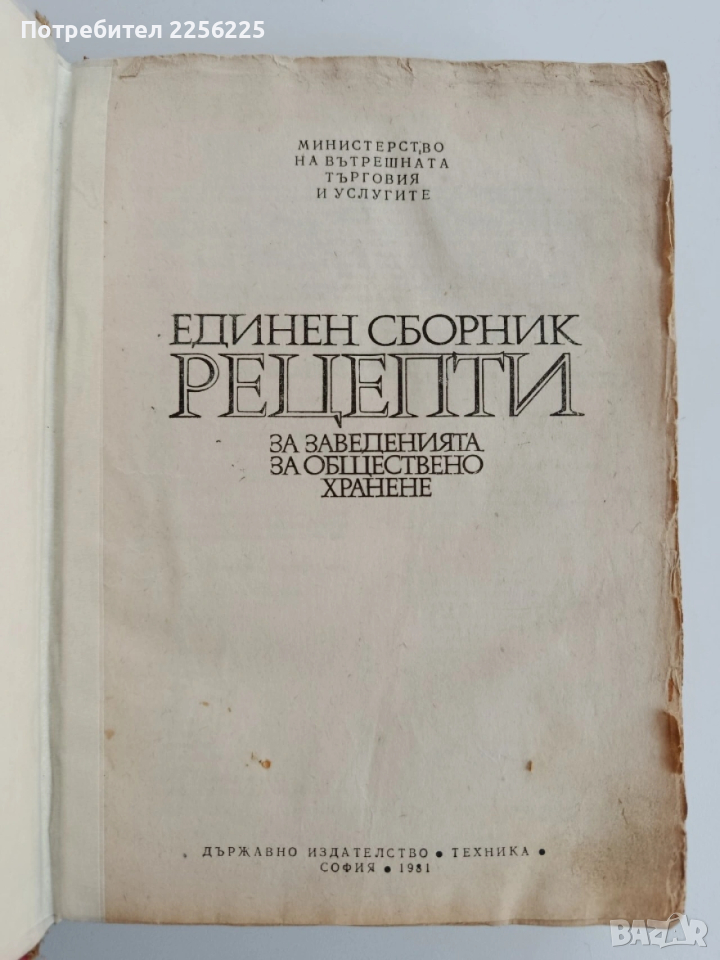 Потребител 2256225
МИНИСТЕРСТВО
НА ВЪТРЕШНАТА
ТЪРГОВИЯ
И УСЛУГИТЕ
ЕДИНЕН СБОРНИК
РЕЦЕПТИ
ЗА ЗАВЕДЕНИЯТА
ЗА ОБЩЕСТВЕНО
ХРАНЕНЕ
ДЪРЖАВНО ИЗДАТЕЛСТВО • ТЕХНИКА •
СОФИЯ • 1981
BAZAR